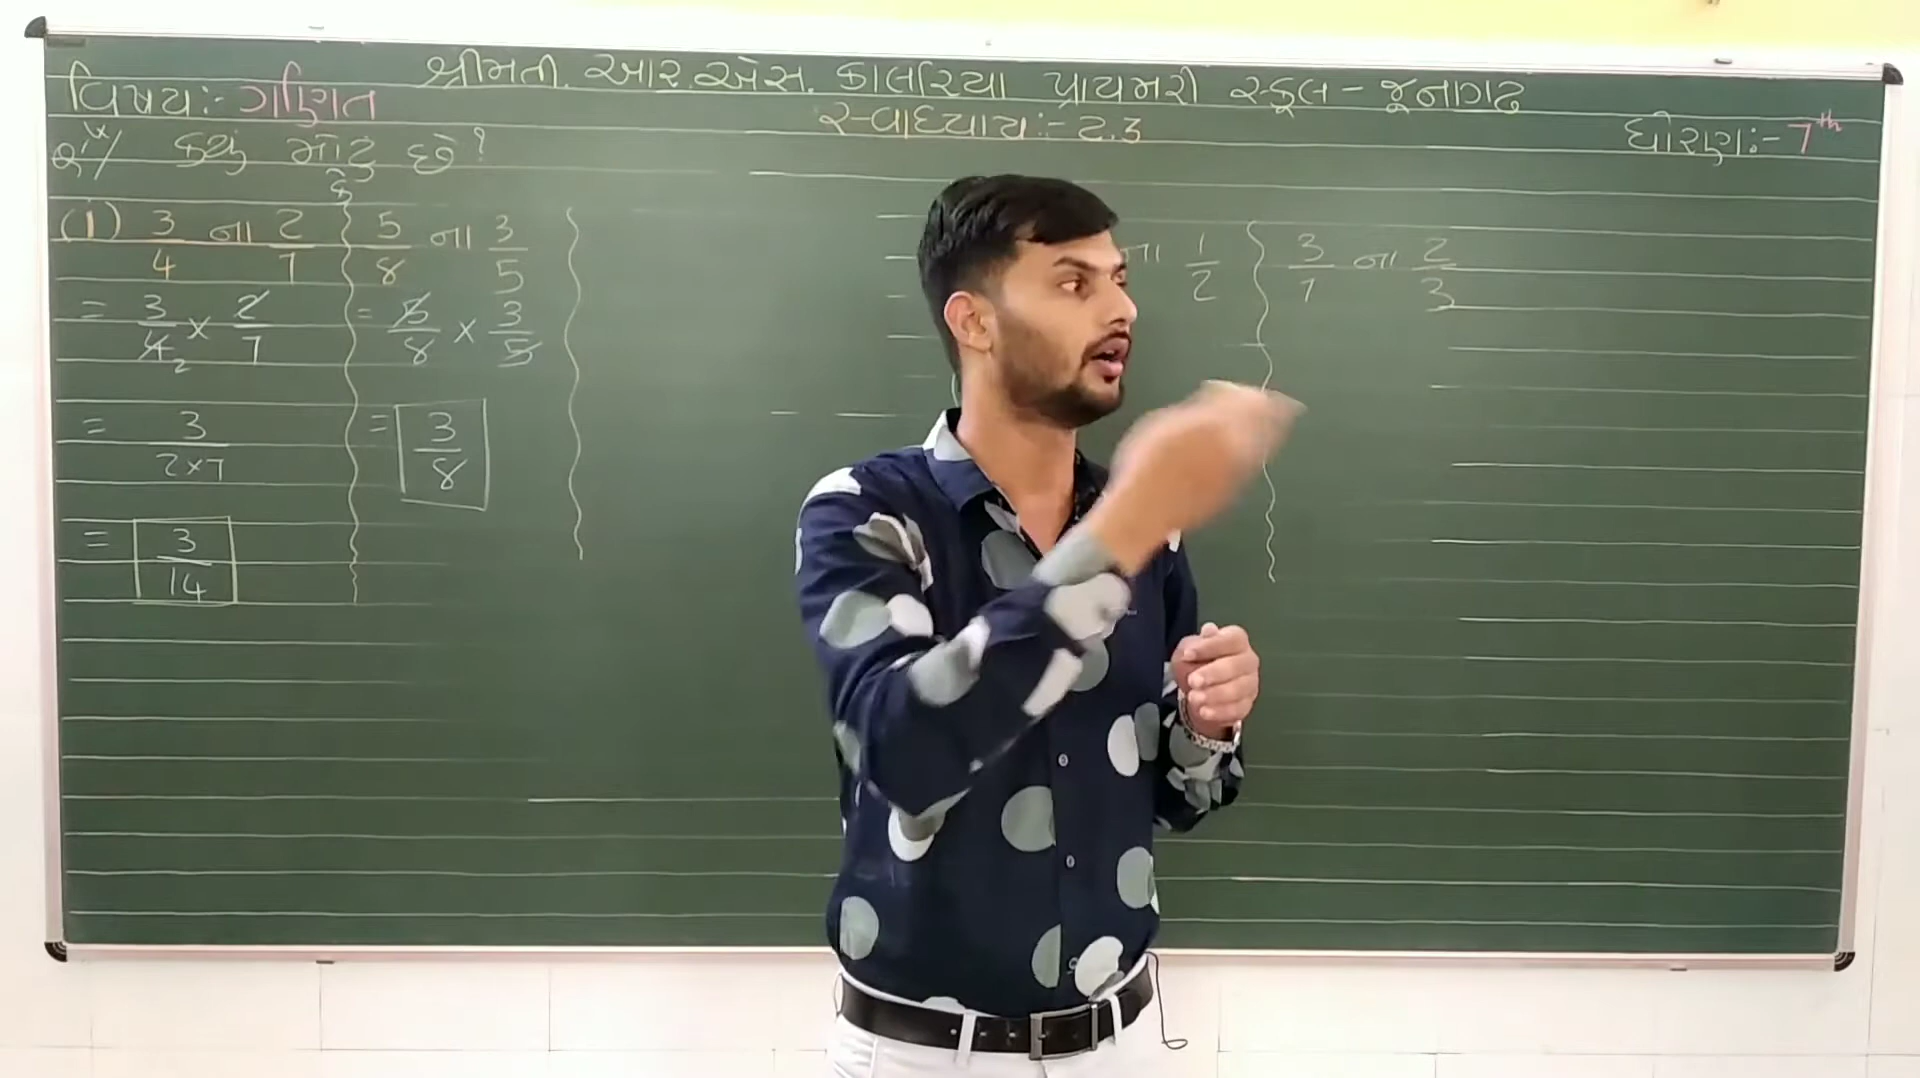 શ્રીમતી. આર.એસ. કાલરિયા પ્રાયમરી સ્કૂલ - જૂનાગઢ
વિષય:- ગણિત
સ્વાધ્યાય:- 2.3
ધોરણ:- 7th
કયું મોટું છે?
કે
(i) 3/4 ના 2/7
5/8 ના 3/5
= 3/4 2 × 2/7
= 5/8 × 3/5
= 3/2×7
= 3/8
= 3/14
ના 1/2
3/7 ના 2/3